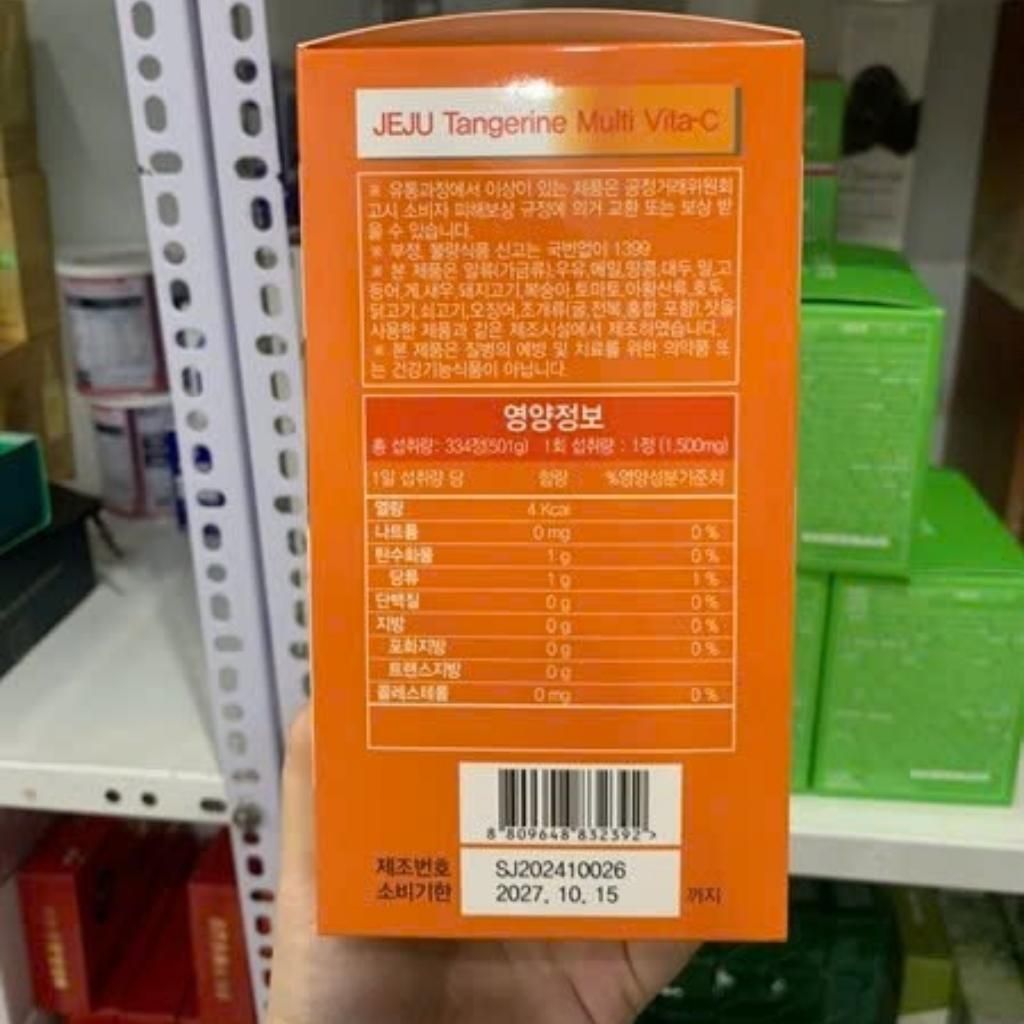 JEJU Tangerine Multi Vita-C
※ 유통과정에서 이상이 있는 제품은 공정거래위원회
고시 소비자 피해보상 규정에 의거 교환 또는 보상 받
을 수 있습니다.
※ 부정, 불량식품 신고는 국번없이 1399
※ 본 제품은 알류(가금류),우유,메밀,땅콩,대두,밀,고
등어,게,새우,돼지고기,복숭아,토마토,아황산류,호두,
닭고기,쇠고기,오징어,조개류(굴,전복,홍합 포함),잣을
사용한 제품과 같은 제조시설에서 제조하였습니다.
※ 본 제품은 질병의 예방 및 치료를 위한 의약품 또
는 건강기능식품이 아닙니다.
영양정보
총 섭취량: 334정(501g) 1회 섭취량 : 1정 (1,500mg)
1일 섭취량 당 함량 %영양성분기준치
열량 4 Kcal
나트륨 0 mg 0 %
탄수화물 1 g 0 %
당류 1 g 1 %
단백질 0 g 0 %
지방 0 g 0 %
포화지방 0 g 0 %
트랜스지방 0 g
콜레스테롤 0 mg 0 %
8 809648 832392 >
제조번호 SJ202410026
소비기한 2027. 10. 15 까지